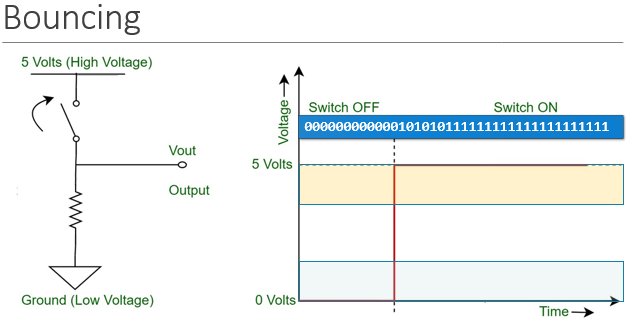 Bouncing
5 Volts (High Voltage)
Vout
Output
Ground (Low Voltage)
Voltage
Switch OFF
Switch ON
000000000000101010111111111111111111111
5 Volts
0 Volts
Time